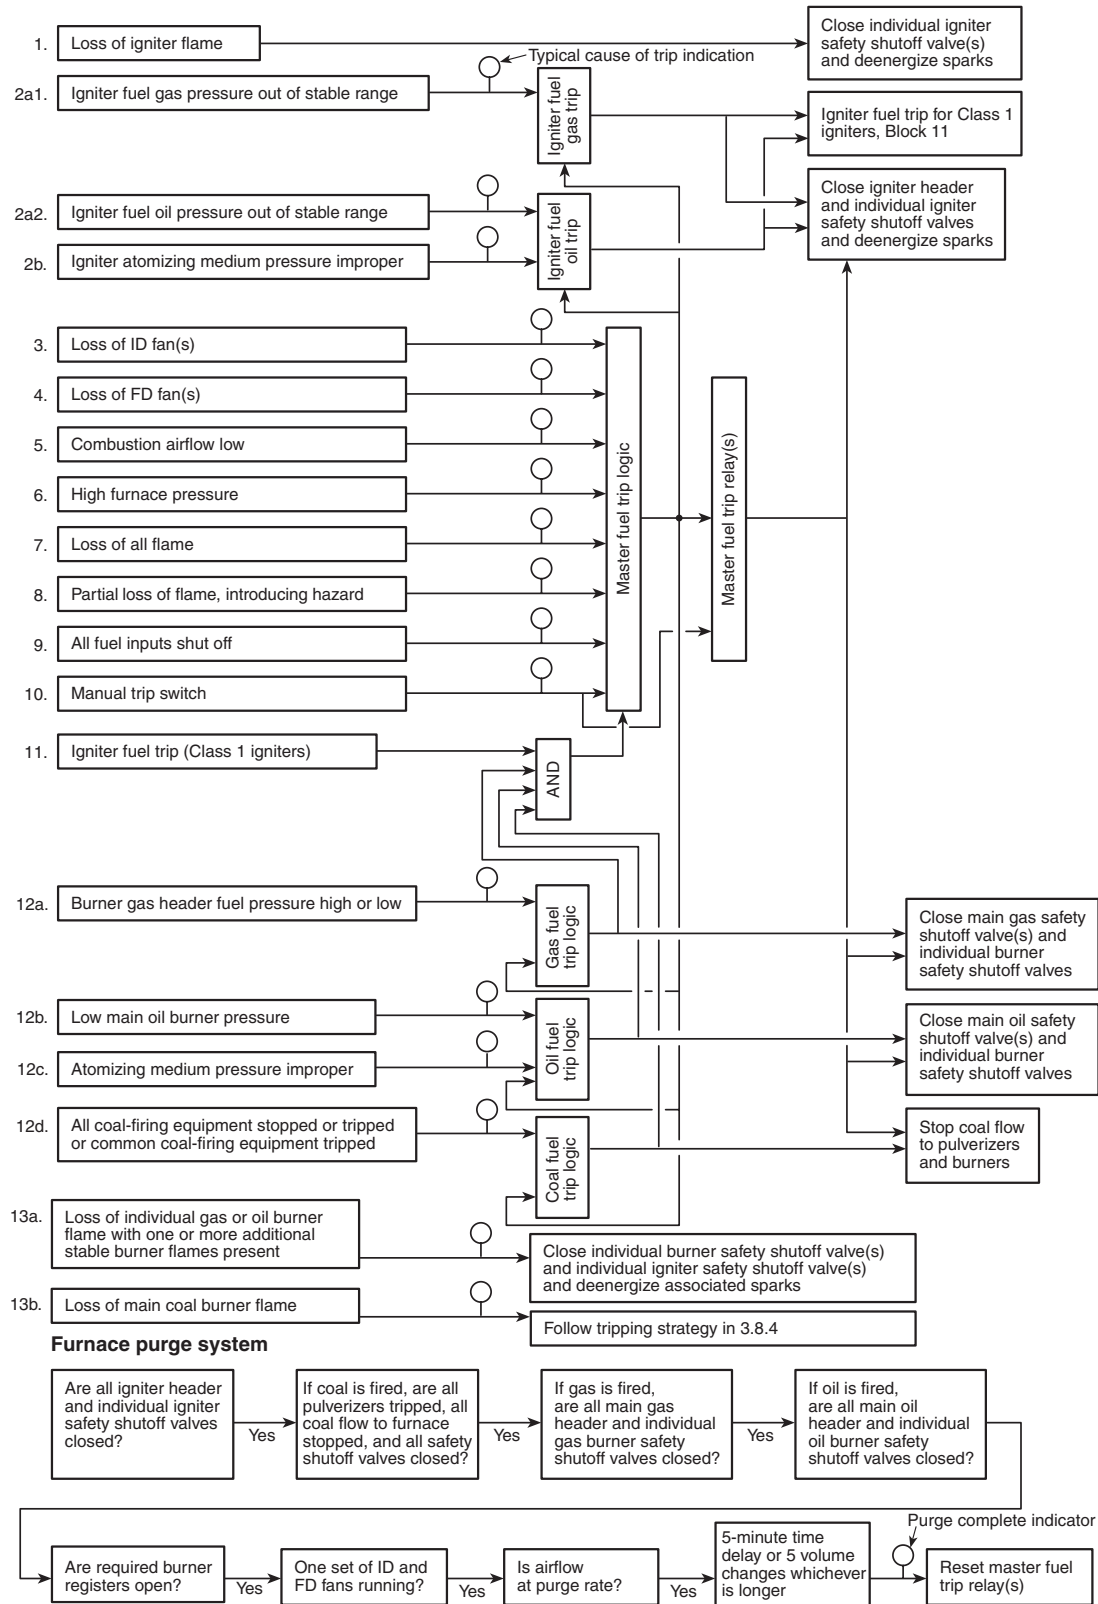 1.
Loss of igniter flame
Close individual igniter
safety shutoff valve(s)
and deenergize sparks
Typical cause of trip indication
2a1.
Igniter fuel gas pressure out of stable range
Igniter fuel
gas trip
Igniter fuel trip for Class 1
igniters, Block 11
2a2.
Igniter fuel oil pressure out of stable range
Igniter fuel
oil trip
Close igniter header
and individual igniter
safety shutoff valves
and deenergize sparks
2b.
Igniter atomizing medium pressure improper
3.
Loss of ID fan(s)
4.
Loss of FD fan(s)
5.
Combustion airflow low
6.
High furnace pressure
7.
Loss of all flame
8.
Partial loss of flame, introducing hazard
9.
All fuel inputs shut off
10.
Manual trip switch
Master fuel trip logic
Master fuel trip relay(s)
11.
Igniter fuel trip (Class 1 igniters)
AND
12a.
Burner gas header fuel pressure high or low
Gas fuel
trip logic
Close main gas safety
shutoff valve(s) and
individual burner
safety shutoff valves
12b.
Low main oil burner pressure
12c.
Atomizing medium pressure improper
Oil fuel
trip logic
Close main oil safety
shutoff valve(s) and
individual burner
safety shutoff valves
12d.
All coal-firing equipment stopped or tripped
or common coal-firing equipment tripped
Coal fuel
trip logic
Stop coal flow
to pulverizers
and burners
13a.
Loss of individual gas or oil burner
flame with one or more additional
stable burner flames present
Close individual burner safety shutoff valve(s)
and individual igniter safety shutoff valve(s)
and deenergize associated sparks
13b.
Loss of main coal burner flame
Follow tripping strategy in 3.8.4
Furnace purge system
Are all igniter header
and individual igniter
safety shutoff valves
closed?
Yes
If coal is fired, are all
pulverizers tripped, all
coal flow to furnace
stopped, and all safety
shutoff valves closed?
Yes
If gas is fired,
are all main gas
header and individual
gas burner safety
shutoff valves closed?
Yes
If oil is fired,
are all main oil
header and individual
oil burner safety
shutoff valves closed?
Are required burner
registers open?
Yes
One set of ID and
FD fans running?
Yes
Is airflow
at purge rate?
Yes
5-minute time
delay or 5 volume
changes whichever
is longer
Purge complete indicator
Reset master fuel
trip relay(s)